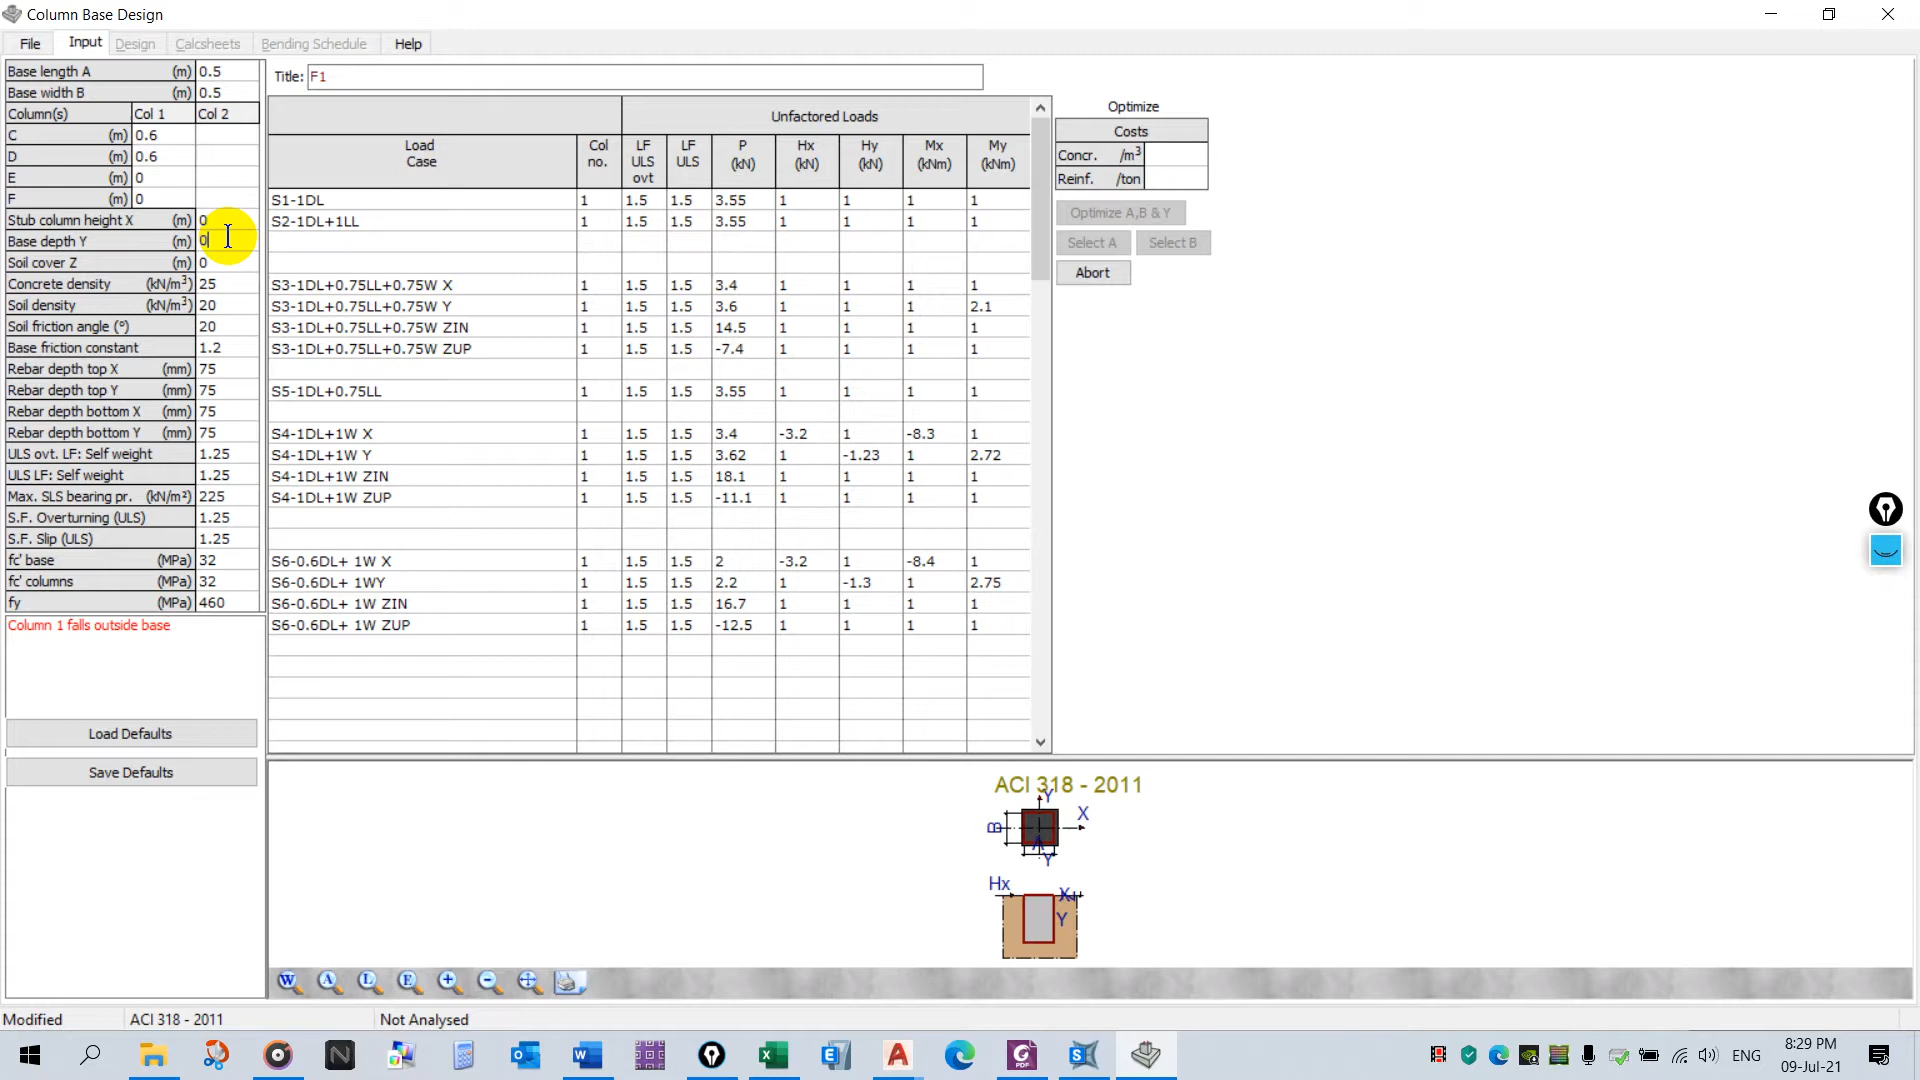 Column Base Design
File Input Design Calcsheets Bending Schedule Help
Base length A (m) 0.5
Base width B (m) 0.5
Column(s) Col 1 Col 2
C (m) 0.6
D (m) 0.6
E (m) 0
F (m) 0
Stub column height X (m) 0
Base depth Y (m) 0
Soil cover Z (m) 0
Concrete density (kN/m³) 25
Soil density (kN/m³) 20
Soil friction angle (°) 20
Base friction constant 1.2
Rebar depth top X (mm) 75
Rebar depth top Y (mm) 75
Rebar depth bottom X (mm) 75
Rebar depth bottom Y (mm) 75
ULS ovt. LF: Self weight 1.25
ULS LF: Self weight 1.25
Max. SLS bearing pr. (kN/m²) 225
S.F. Overturning (ULS) 1.25
S.F. Slip (ULS) 1.25
fc' base (MPa) 32
fc' columns (MPa) 32
fy (MPa) 460
Column 1 falls outside base
Load Defaults
Save Defaults
Title: F1
Unfactored Loads
Load Case Col no. LF ULS ovt LF ULS P (kN) Hx (kN) Hy (kN) Mx (kNm) My (kNm)
S1-1DL 1 1.5 1.5 3.55 1 1 1 1
S2-1DL+1LL 1 1.5 1.5 3.55 1 1 1 1
S3-1DL+0.75LL+0.75W X 1 1.5 1.5 3.4 1 1 1 1
S3-1DL+0.75LL+0.75W Y 1 1.5 1.5 3.6 1 1 1 2.1
S3-1DL+0.75LL+0.75W ZIN 1 1.5 1.5 14.5 1 1 1 1
S3-1DL+0.75LL+0.75W ZUP 1 1.5 1.5 -7.4 1 1 1 1
S5-1DL+0.75LL 1 1.5 1.5 3.55 1 1 1 1
S4-1DL+1W X 1 1.5 1.5 3.4 -3.2 1 -8.3 1
S4-1DL+1W Y 1 1.5 1.5 3.62 1 -1.23 1 2.72
S4-1DL+1W ZIN 1 1.5 1.5 18.1 1 1 1 1
S4-1DL+1W ZUP 1 1.5 1.5 -11.1 1 1 1 1
S6-0.6DL+ 1W X 1 1.5 1.5 2 -3.2 1 -8.4 1
S6-0.6DL+ 1WY 1 1.5 1.5 2.2 1 -1.3 1 2.75
S6-0.6DL+ 1W ZIN 1 1.5 1.5 16.7 1 1 1 1
S6-0.6DL+ 1W ZUP 1 1.5 1.5 -12.5 1 1 1 1
Optimize
Costs
Concr. /m³
Reinf. /ton
Optimize A,B & Y
Select A Select B
Abort
ACI 318 - 2011
Y
X
B
A
Y
Hx
X
Y
W A L E
Modified ACI 318 - 2011 Not Analysed
ENG
8:29 PM
09-Jul-21